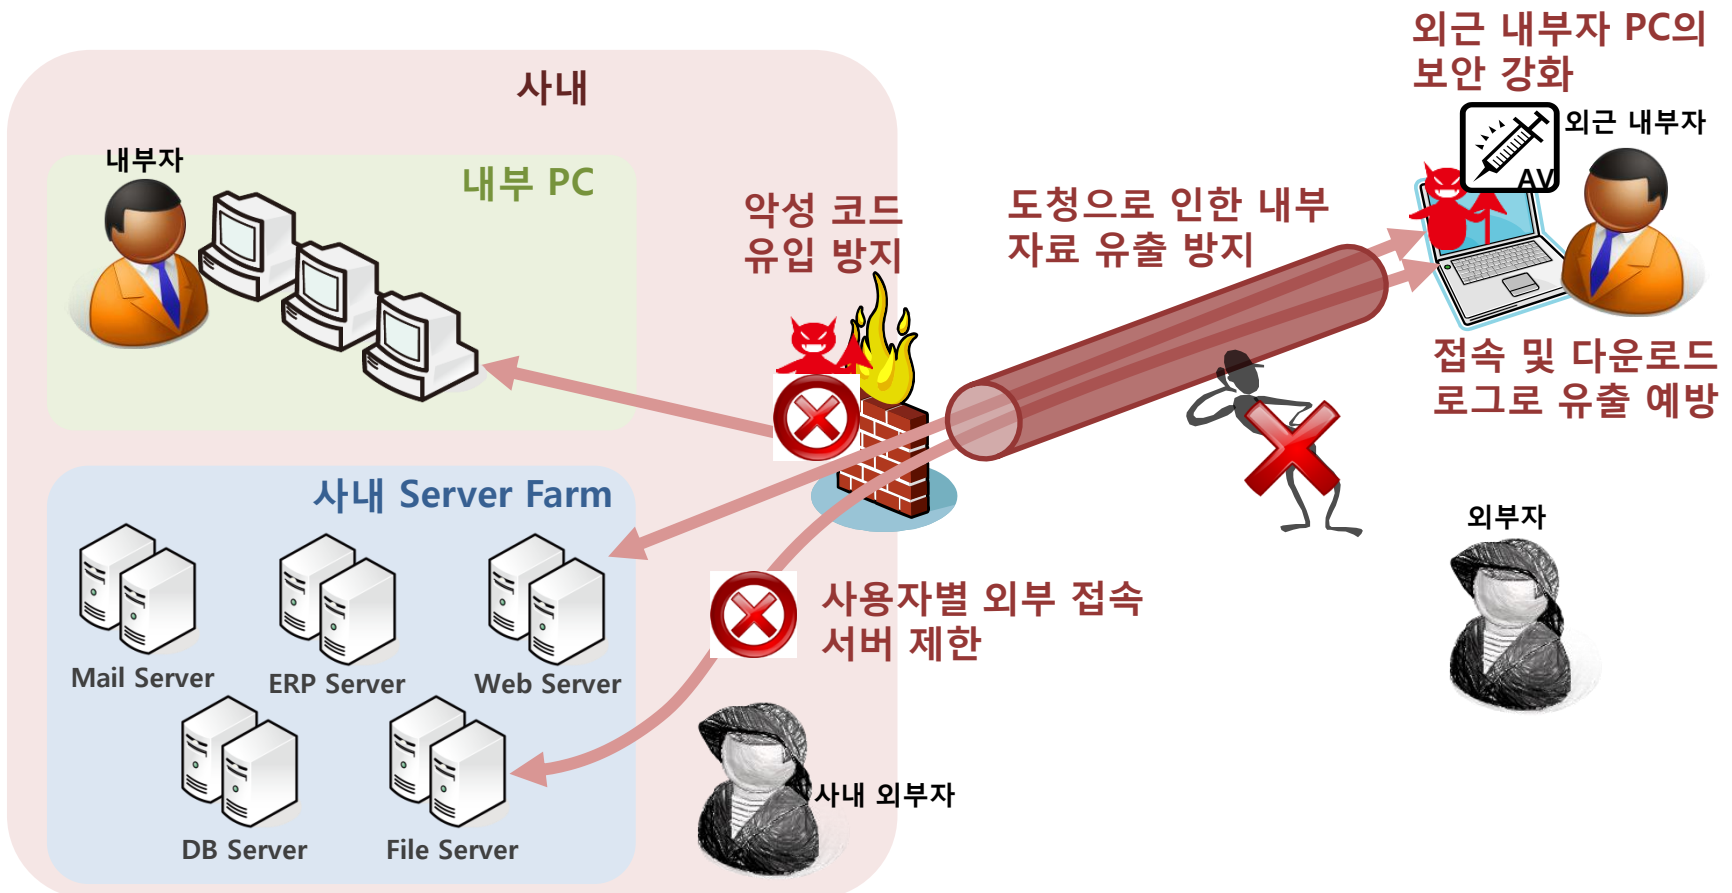 외근 내부자 PC의
보안 강화
사내
외근 내부자
내부자
내부 PC
AV
악성 코드
유입 방지
도청으로 인한 내부
자료 유출 방지
접속 및 다운로드
로그로 유출 예방
사내 Server Farm
외부자
사용자별 외부 접속
서버 제한
Mail Server
ERP Server
Web Server
사내 외부자
DB Server
File Server